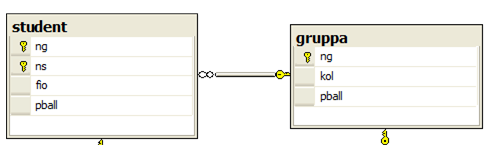 student
ng
ns
fio
pball
gruppa
ng
kol
pball